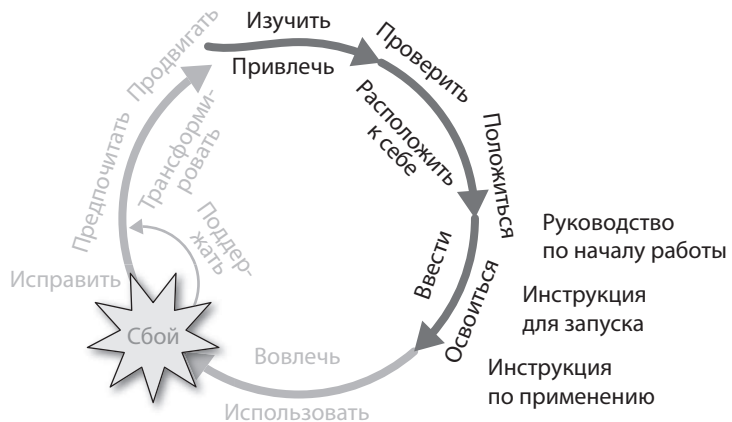 Изучить
Привлечь
Проверить
Расположить
к себе
Положиться
Ввести
Освоиться
Руководство
по началу работы
Инструкция
для запуска
Инструкция
по применению
Вовлечь
Использовать
Сбой
Исправить
Поддер-
жать
Предпочитать
Трансформи-
ровать
Продвигать